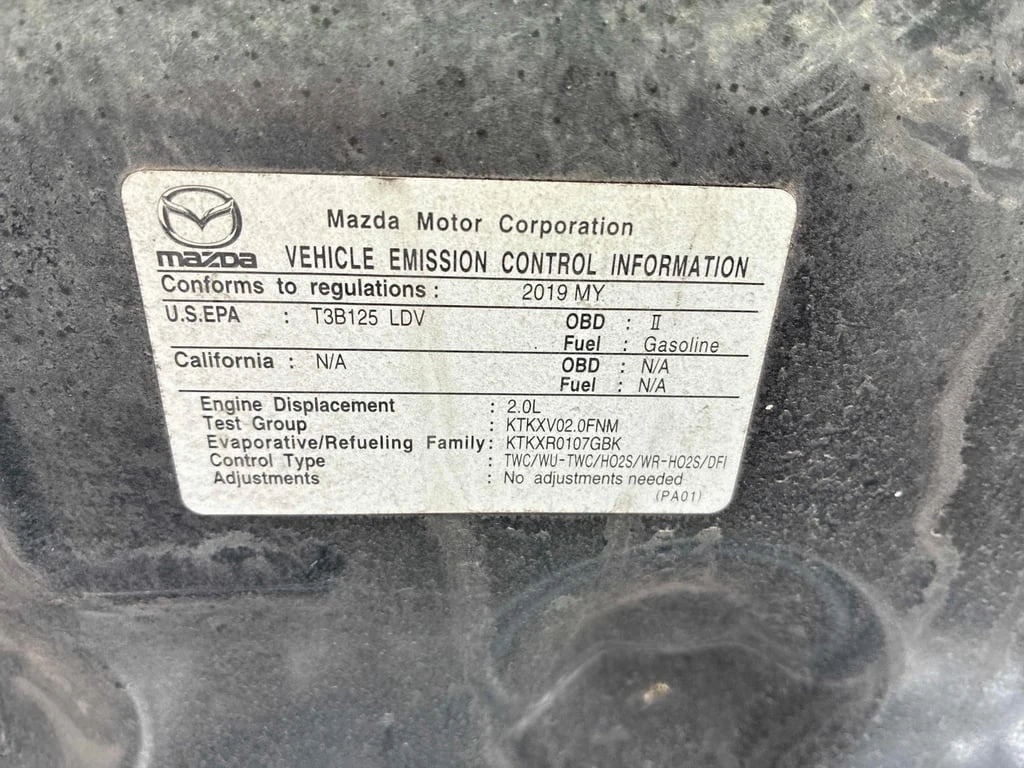 Mazda Motor Corporation
mazda VEHICLE EMISSION CONTROL INFORMATION
Conforms to regulations : 2019 MY
U.S.EPA : T3B125 LDV OBD : II
Fuel : Gasoline
California : N/A OBD : N/A
Fuel : N/A
Engine Displacement : 2.0L
Test Group : KTKXV02.0FNM
Evaporative/Refueling Family : KTKXR0107GBK
Control Type : TWC/WU-TWC/HO2S/WR-HO2S/DFI
Adjustments : No adjustments needed
(PA01)